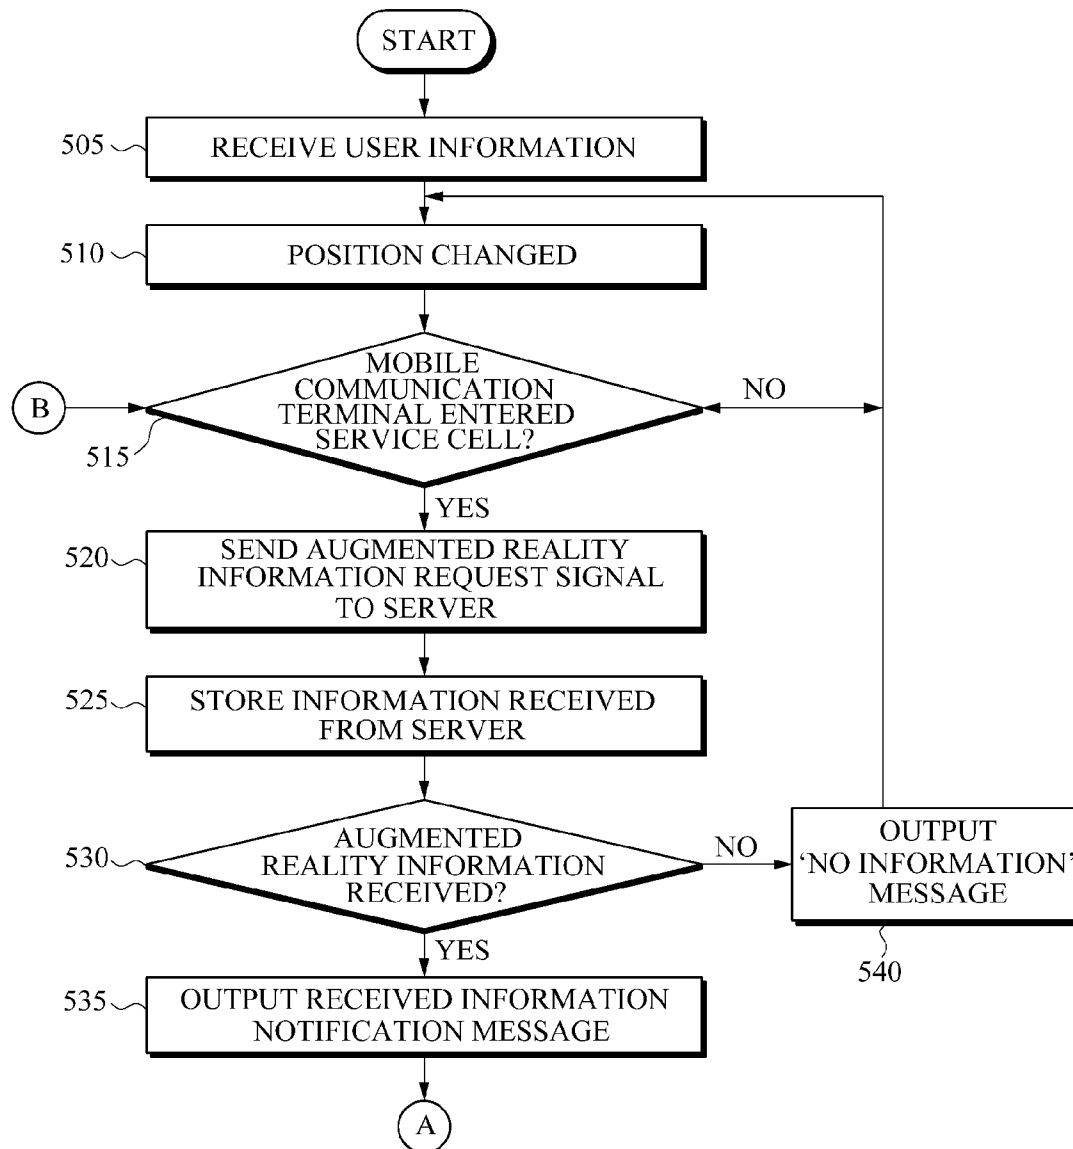 START
505
RECEIVE USER INFORMATION
510
POSITION CHANGED
MOBILE
COMMUNICATION
TERMINAL ENTERED
SERVICE CELL?
NO
B
515
YES
520
SEND AUGMENTED REALITY
INFORMATION REQUEST SIGNAL
TO SERVER
525
STORE INFORMATION RECEIVED
FROM SERVER
530
AUGMENTED
REALITY INFORMATION
RECEIVED?
NO
OUTPUT
‘NO INFORMATION’
MESSAGE
540
YES
535
OUTPUT RECEIVED INFORMATION
NOTIFICATION MESSAGE
A